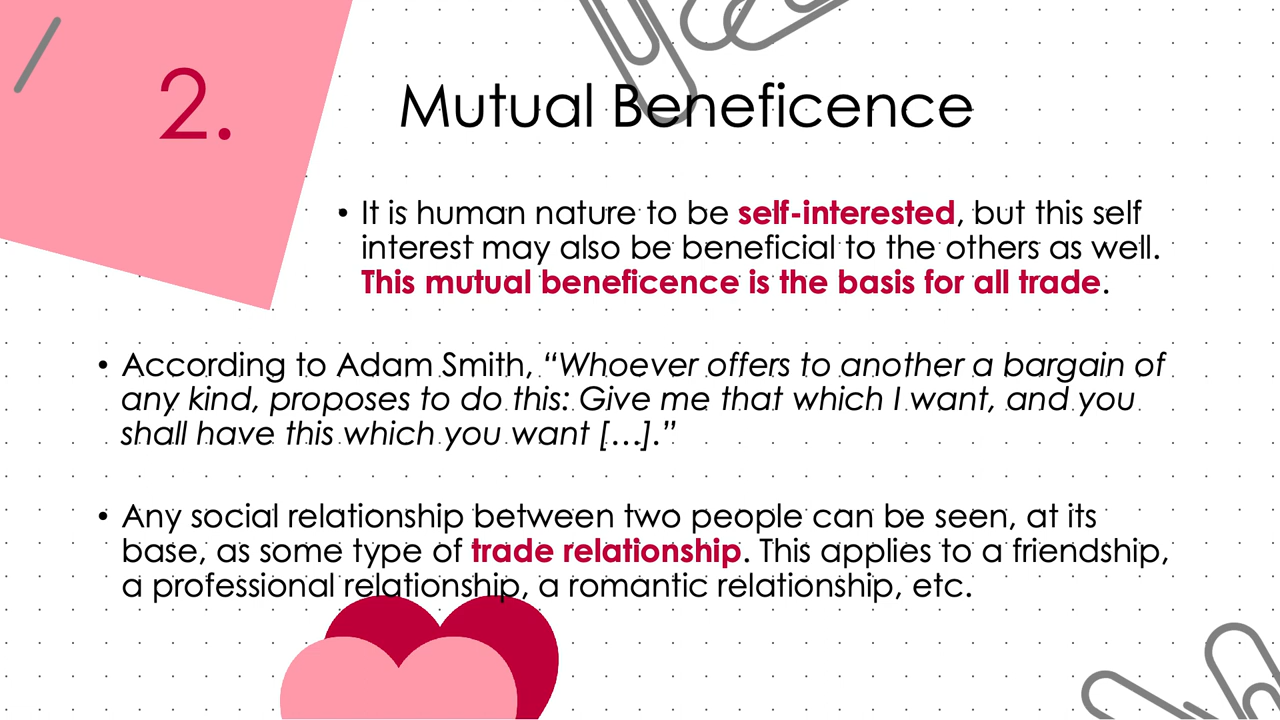 2.
Mutual Beneficence
• It is human nature to be self-interested, but this self
interest may also be beneficial to the others as well.
This mutual beneficence is the basis for all trade.
• According to Adam Smith, “Whoever offers to another a bargain of
any kind, proposes to do this: Give me that which I want, and you
shall have this which you want […].”
• Any social relationship between two people can be seen, at its
base, as some type of trade relationship. This applies to a friendship,
a professional relationship, a romantic relationship, etc.